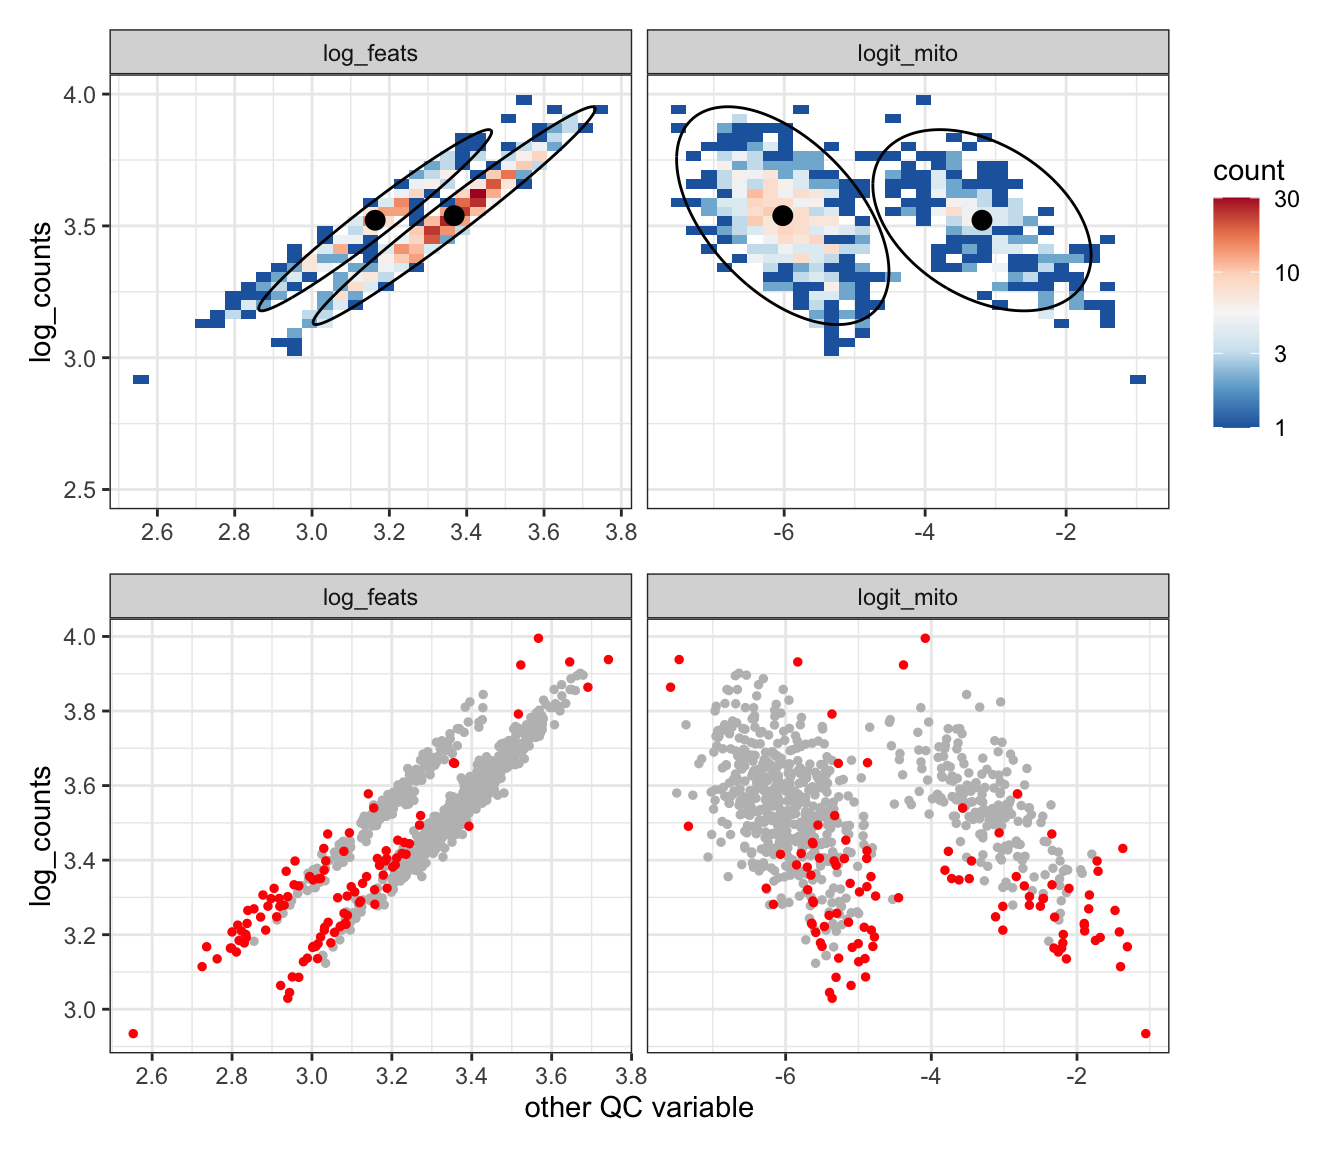 log_feats
logit_mito
4.0
3.5
3.0
2.5
log_counts
2.6 2.8 3.0 3.2 3.4 3.6 3.8
-6 -4 -2
count
30
10
3
1
log_feats
logit_mito
4.0
3.8
3.6
3.4
3.2
3.0
log_counts
2.6 2.8 3.0 3.2 3.4 3.6 3.8
-6 -4 -2
other QC variable